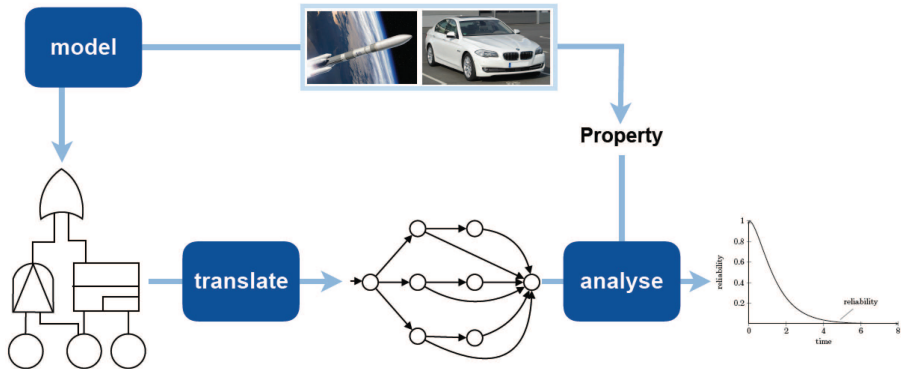 model
Property
translate
analyse
1
0.8
0.6
0.4
0.2
reliability
reliability
0 2 4 6 8
time